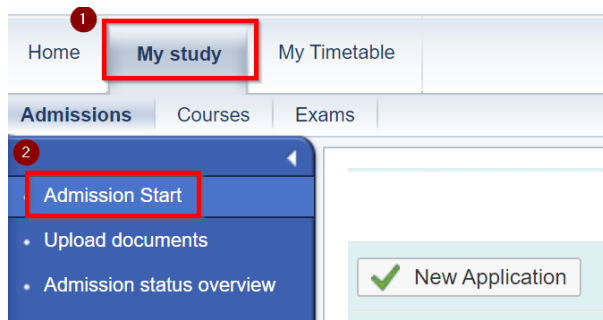 1
Home My study My Timetable
Admissions Courses Exams
2
Admission Start
Upload documents
Admission status overview
New Application